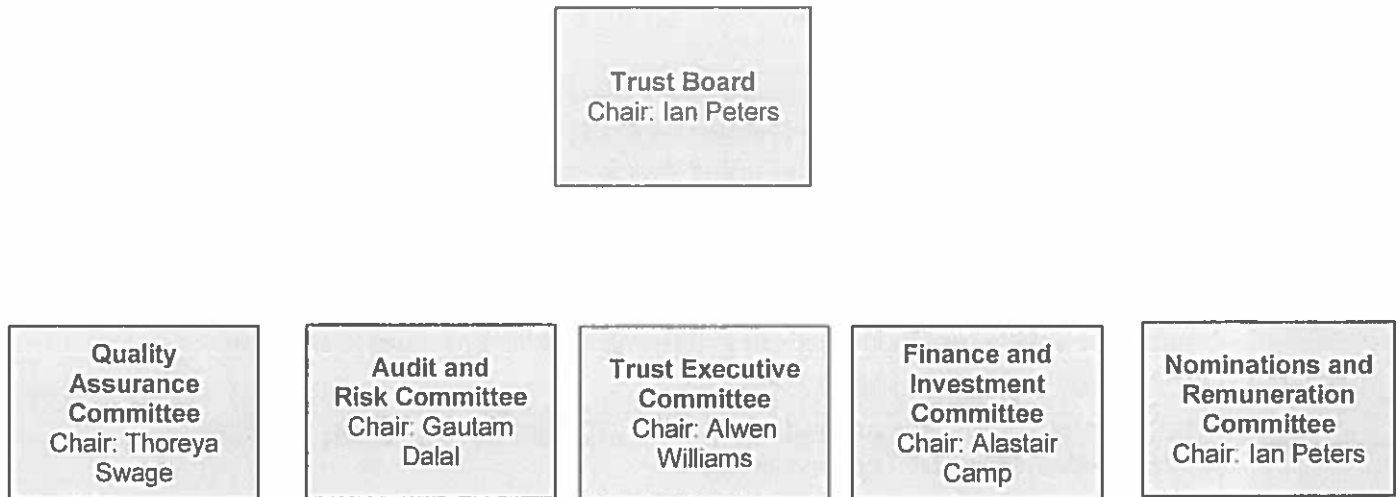 Trust Board
Chair: Ian Peters
Quality
Assurance
Committee
Chair: Thoreya
Swage
Audit and
Risk Committee
Chair: Gautam
Dalal
Trust Executive
Committee
Chair: Alwen
Williams
Finance and
Investment
Committee
Chair: Alastair
Camp
Nominations and
Remuneration
Committee
Chair: Ian Peters